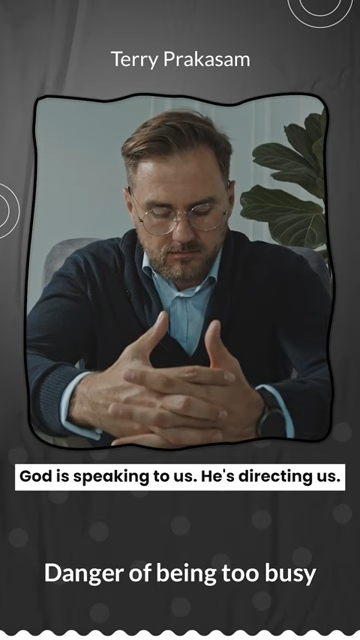 Terry Prakasam
God is speaking to us. He's directing us.
Danger of being too busy